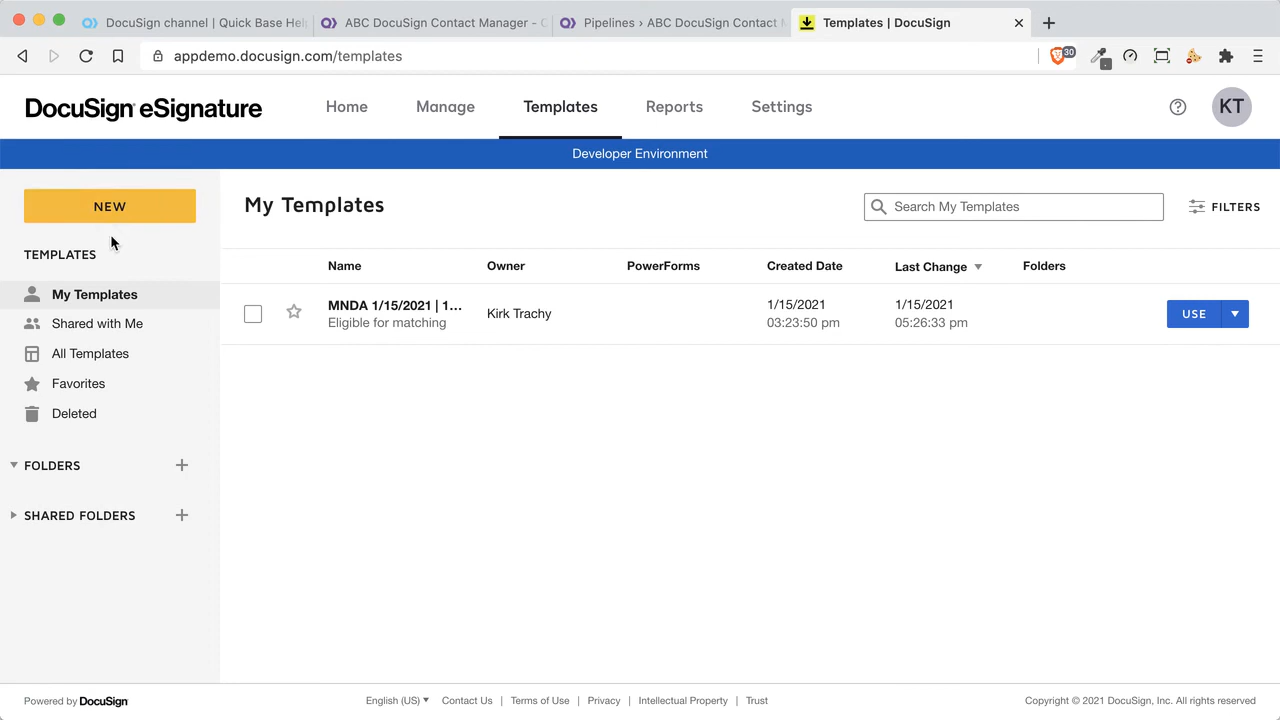 DocuSign channel | Quick Base Hel
ABC DocuSign Contact Manager - 
Pipelines › ABC DocuSign Contact
Templates | DocuSign
appdemo.docusign.com/templates
30
DocuSign eSignature
Home
Manage
Templates
Reports
Settings
KT
Developer Environment
NEW
My Templates
Search My Templates
FILTERS
TEMPLATES
Name
Owner
PowerForms
Created Date
Last Change
Folders
My Templates
Shared with Me
All Templates
Favorites
Deleted
MNDA 1/15/2021 | 1...
Eligible for matching
Kirk Trachy
1/15/2021
03:23:50 pm
1/15/2021
05:26:33 pm
USE
FOLDERS
SHARED FOLDERS
Powered by DocuSign
English (US)
Contact Us | Terms of Use | Privacy | Intellectual Property | Trust
Copyright © 2021 DocuSign, Inc. All rights reserved